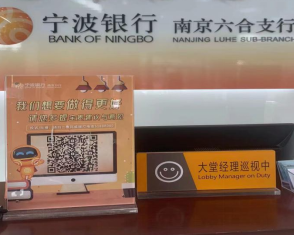 宁波银行
BANK OF NINGBO
南京六合支行
NANJING LUHE SUB-BRANCH
我们想要做得更好
大堂经理巡视中
Lobby Manager on Duty